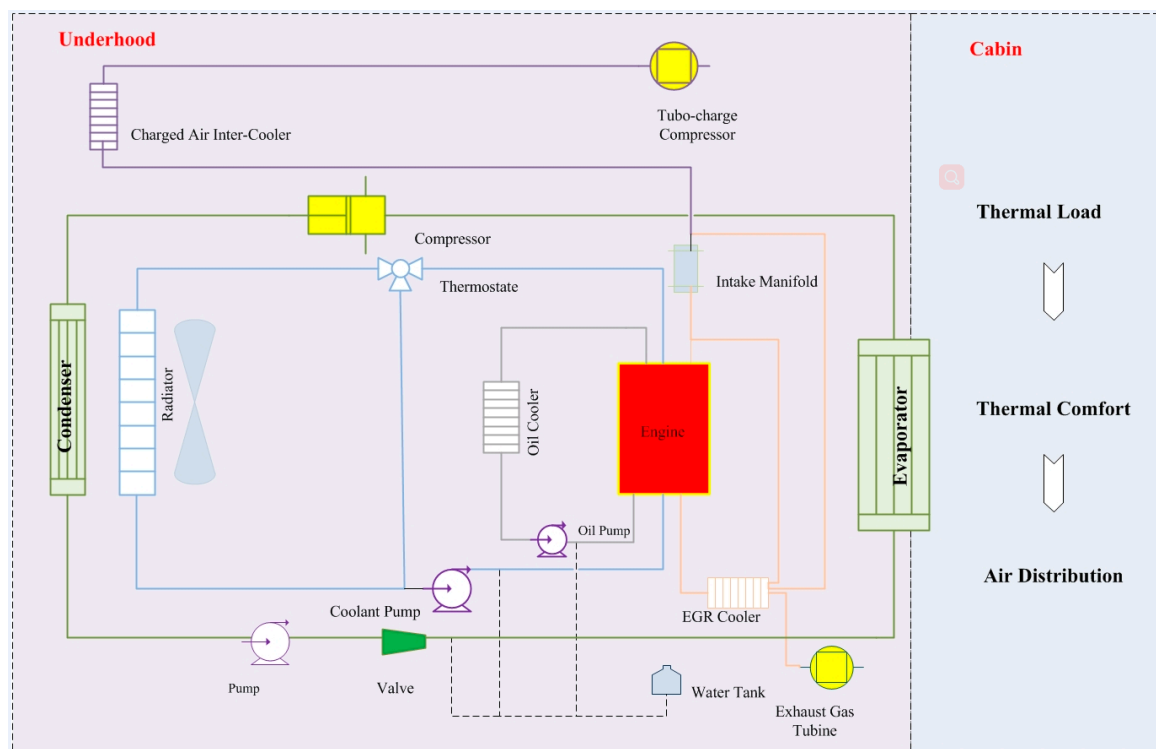 Underhood
Cabin
Tubo-charge
Compressor
Charged Air Inter-Cooler
Thermal Load
Compressor
Thermostate
Intake Manifold
Condenser
Radiator
Oil Cooler
Engine
Evaporator
Thermal Comfort
Oil Pump
Air Distribution
Coolant Pump
EGR Cooler
Pump
Valve
Water Tank
Exhaust Gas
Tubine